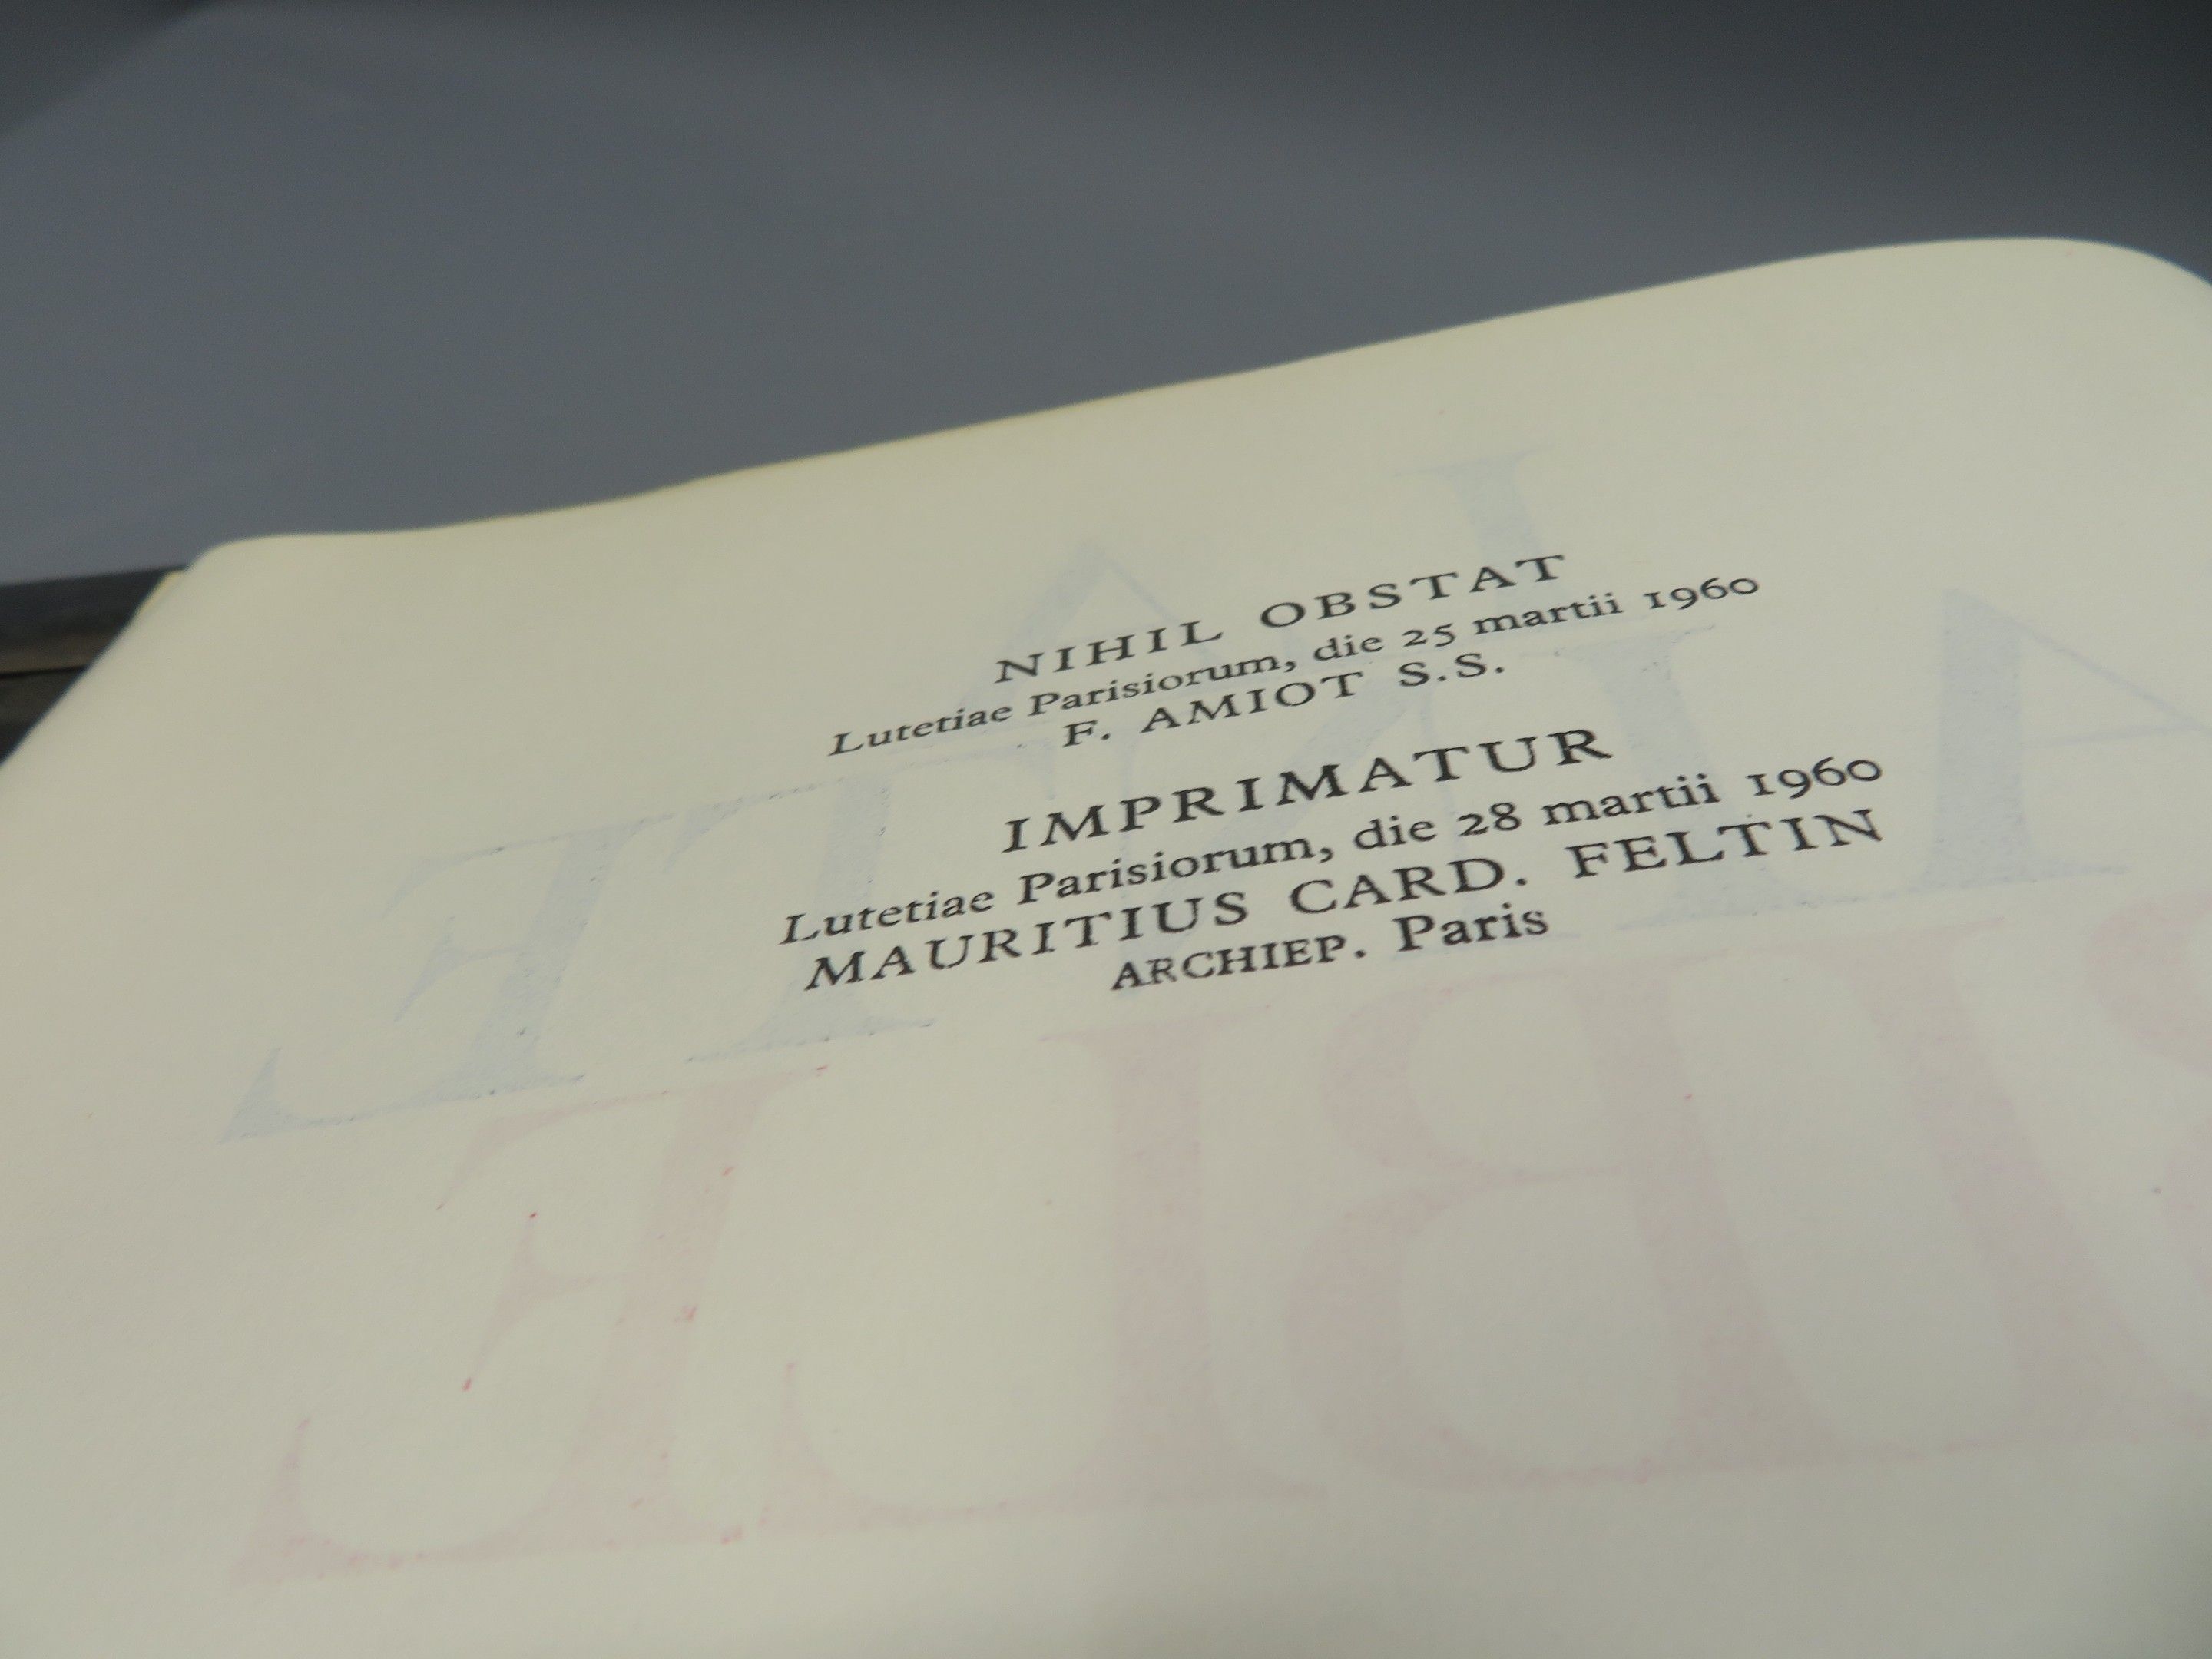 NIHIL OBSTAT
Lutetiae Parisiorum, die 25 martii 1960
F. AMIOT S.S.
IMPRIMATUR
Lutetiae Parisiorum, die 28 martii 1960
MAURITIUS CARD. FELTIN
ARCHIEP. Paris